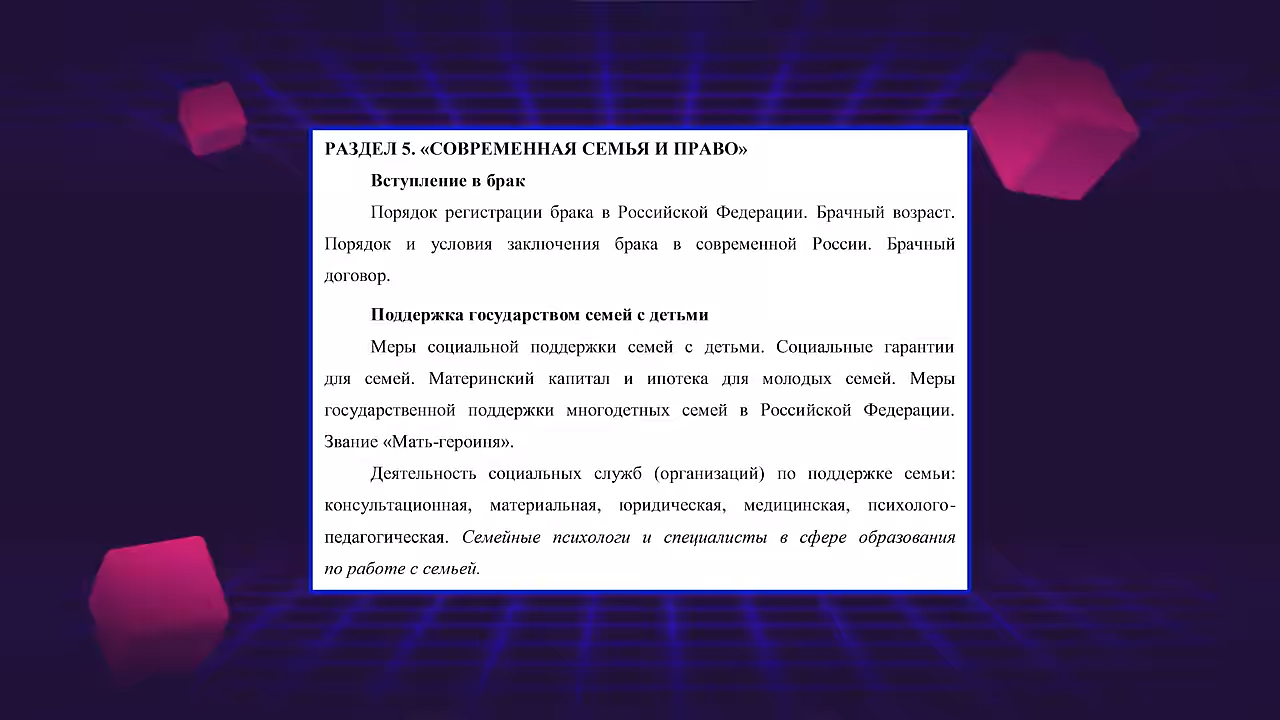 РАЗДЕЛ 5. «СОВРЕМЕННАЯ СЕМЬЯ И ПРАВО»
Вступление в брак
Порядок регистрации брака в Российской Федерации. Брачный возраст.
Порядок и условия заключения брака в современной России. Брачный
договор.
Поддержка государством семей с детьми
Меры социальной поддержки семей с детьми. Социальные гарантии
для семей. Материнский капитал и ипотека для молодых семей. Меры
государственной поддержки многодетных семей в Российской Федерации.
Звание «Мать-героиня».
Деятельность социальных служб (организаций) по поддержке семьи:
консультационная, материальная, юридическая, медицинская, психолого-
педагогическая. Семейные психологи и специалисты в сфере образования
по работе с семьей.